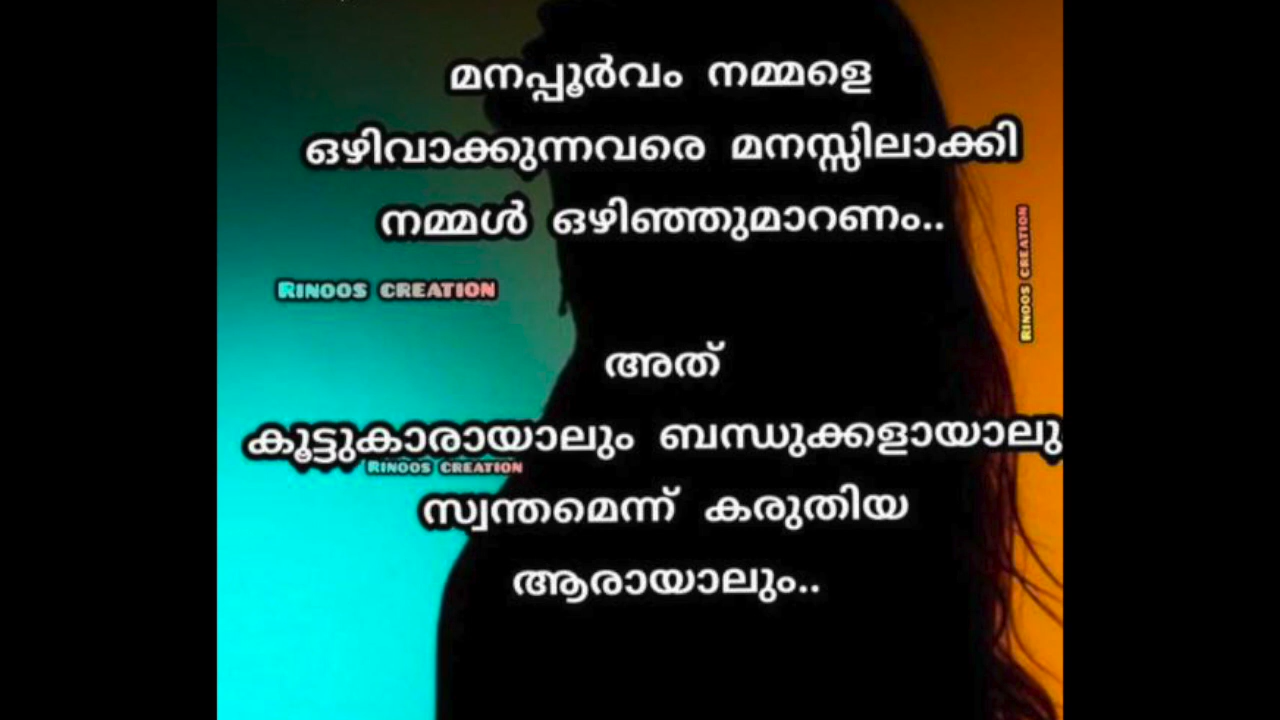 മനപ്പൂർവം നമ്മളെ
ഒഴിവാക്കുന്നവരെ മനസ്സിലാക്കി
നമ്മൾ ഒഴിഞ്ഞുമാറണം..
RINOOS CREATION
RINOOS CREATION
അത്
കൂട്ടുകാരായാലും ബന്ധുക്കളായാലു
RINOOS CREATION
സ്വന്തമെന്ന് കരുതിയ
ആരായാലും..